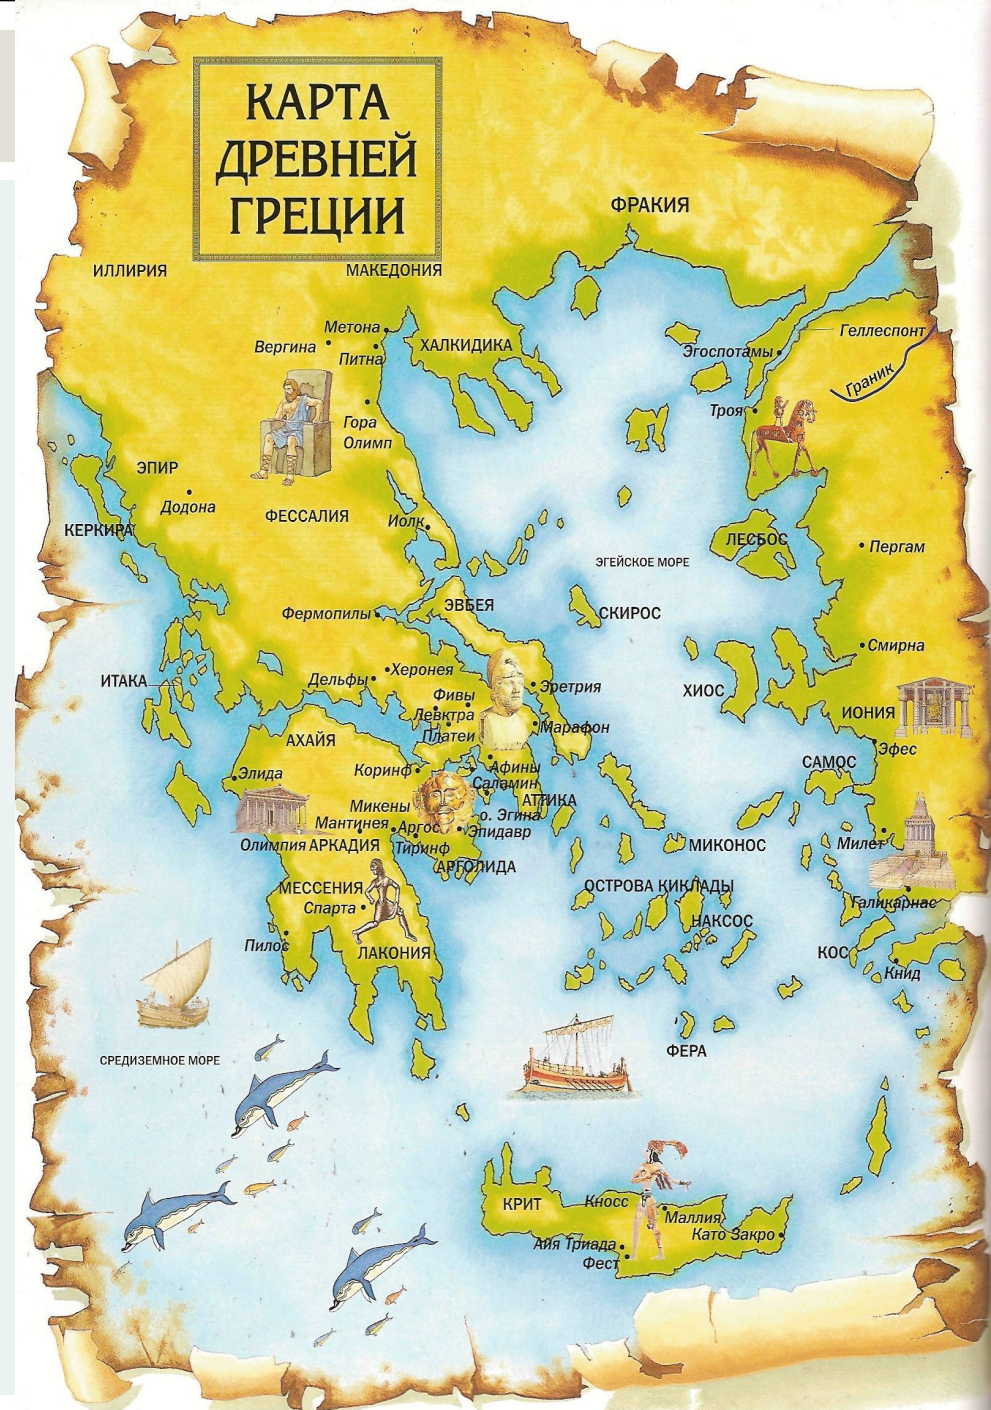 КАРТА
ДРЕВНЕЙ
ГРЕЦИИ
ФРАКИЯ
ИЛЛИРИЯ
МАКЕДОНИЯ
Метона
Вергина
Питна
ХАЛКИДИКА
Геллеспонт
Эгоспотамы
Граник
Троя
Гора
Олимп
ЭПИР
Додона
КЕРКИРА
ФЕССАЛИЯ
Иолк
ЛЕСБОС
Пергам
ЭГЕЙСКОЕ МОРЕ
ЭВБЕЯ
СКИРОС
Фермопилы
Смирна
ИТАКА
Херонея
Дельфы
Эретрия
Фивы
Левктра
Платеи
Марафон
ХИОС
ИОНИЯ
Эфес
АХАЙЯ
Элида
Коринф
Афины
Саламин
САМОС
АТТИКА
Микены
о. Эгина
Мантинея
Аргос
Эпидавр
Олимпия
АРКАДИЯ
Тиринф
АРГОЛИДА
МИКОНОС
Милет
МЕССЕНИЯ
Спарта
ОСТРОВА КИКЛАДЫ
НАКСОС
Галикарнас
Пилос
ЛАКОНИЯ
КОС
Книд
СРЕДИЗЕМНОЕ МОРЕ
ФЕРА
КРИТ
Кносс
Маллия
Като Закро
Айя Триада
Фест